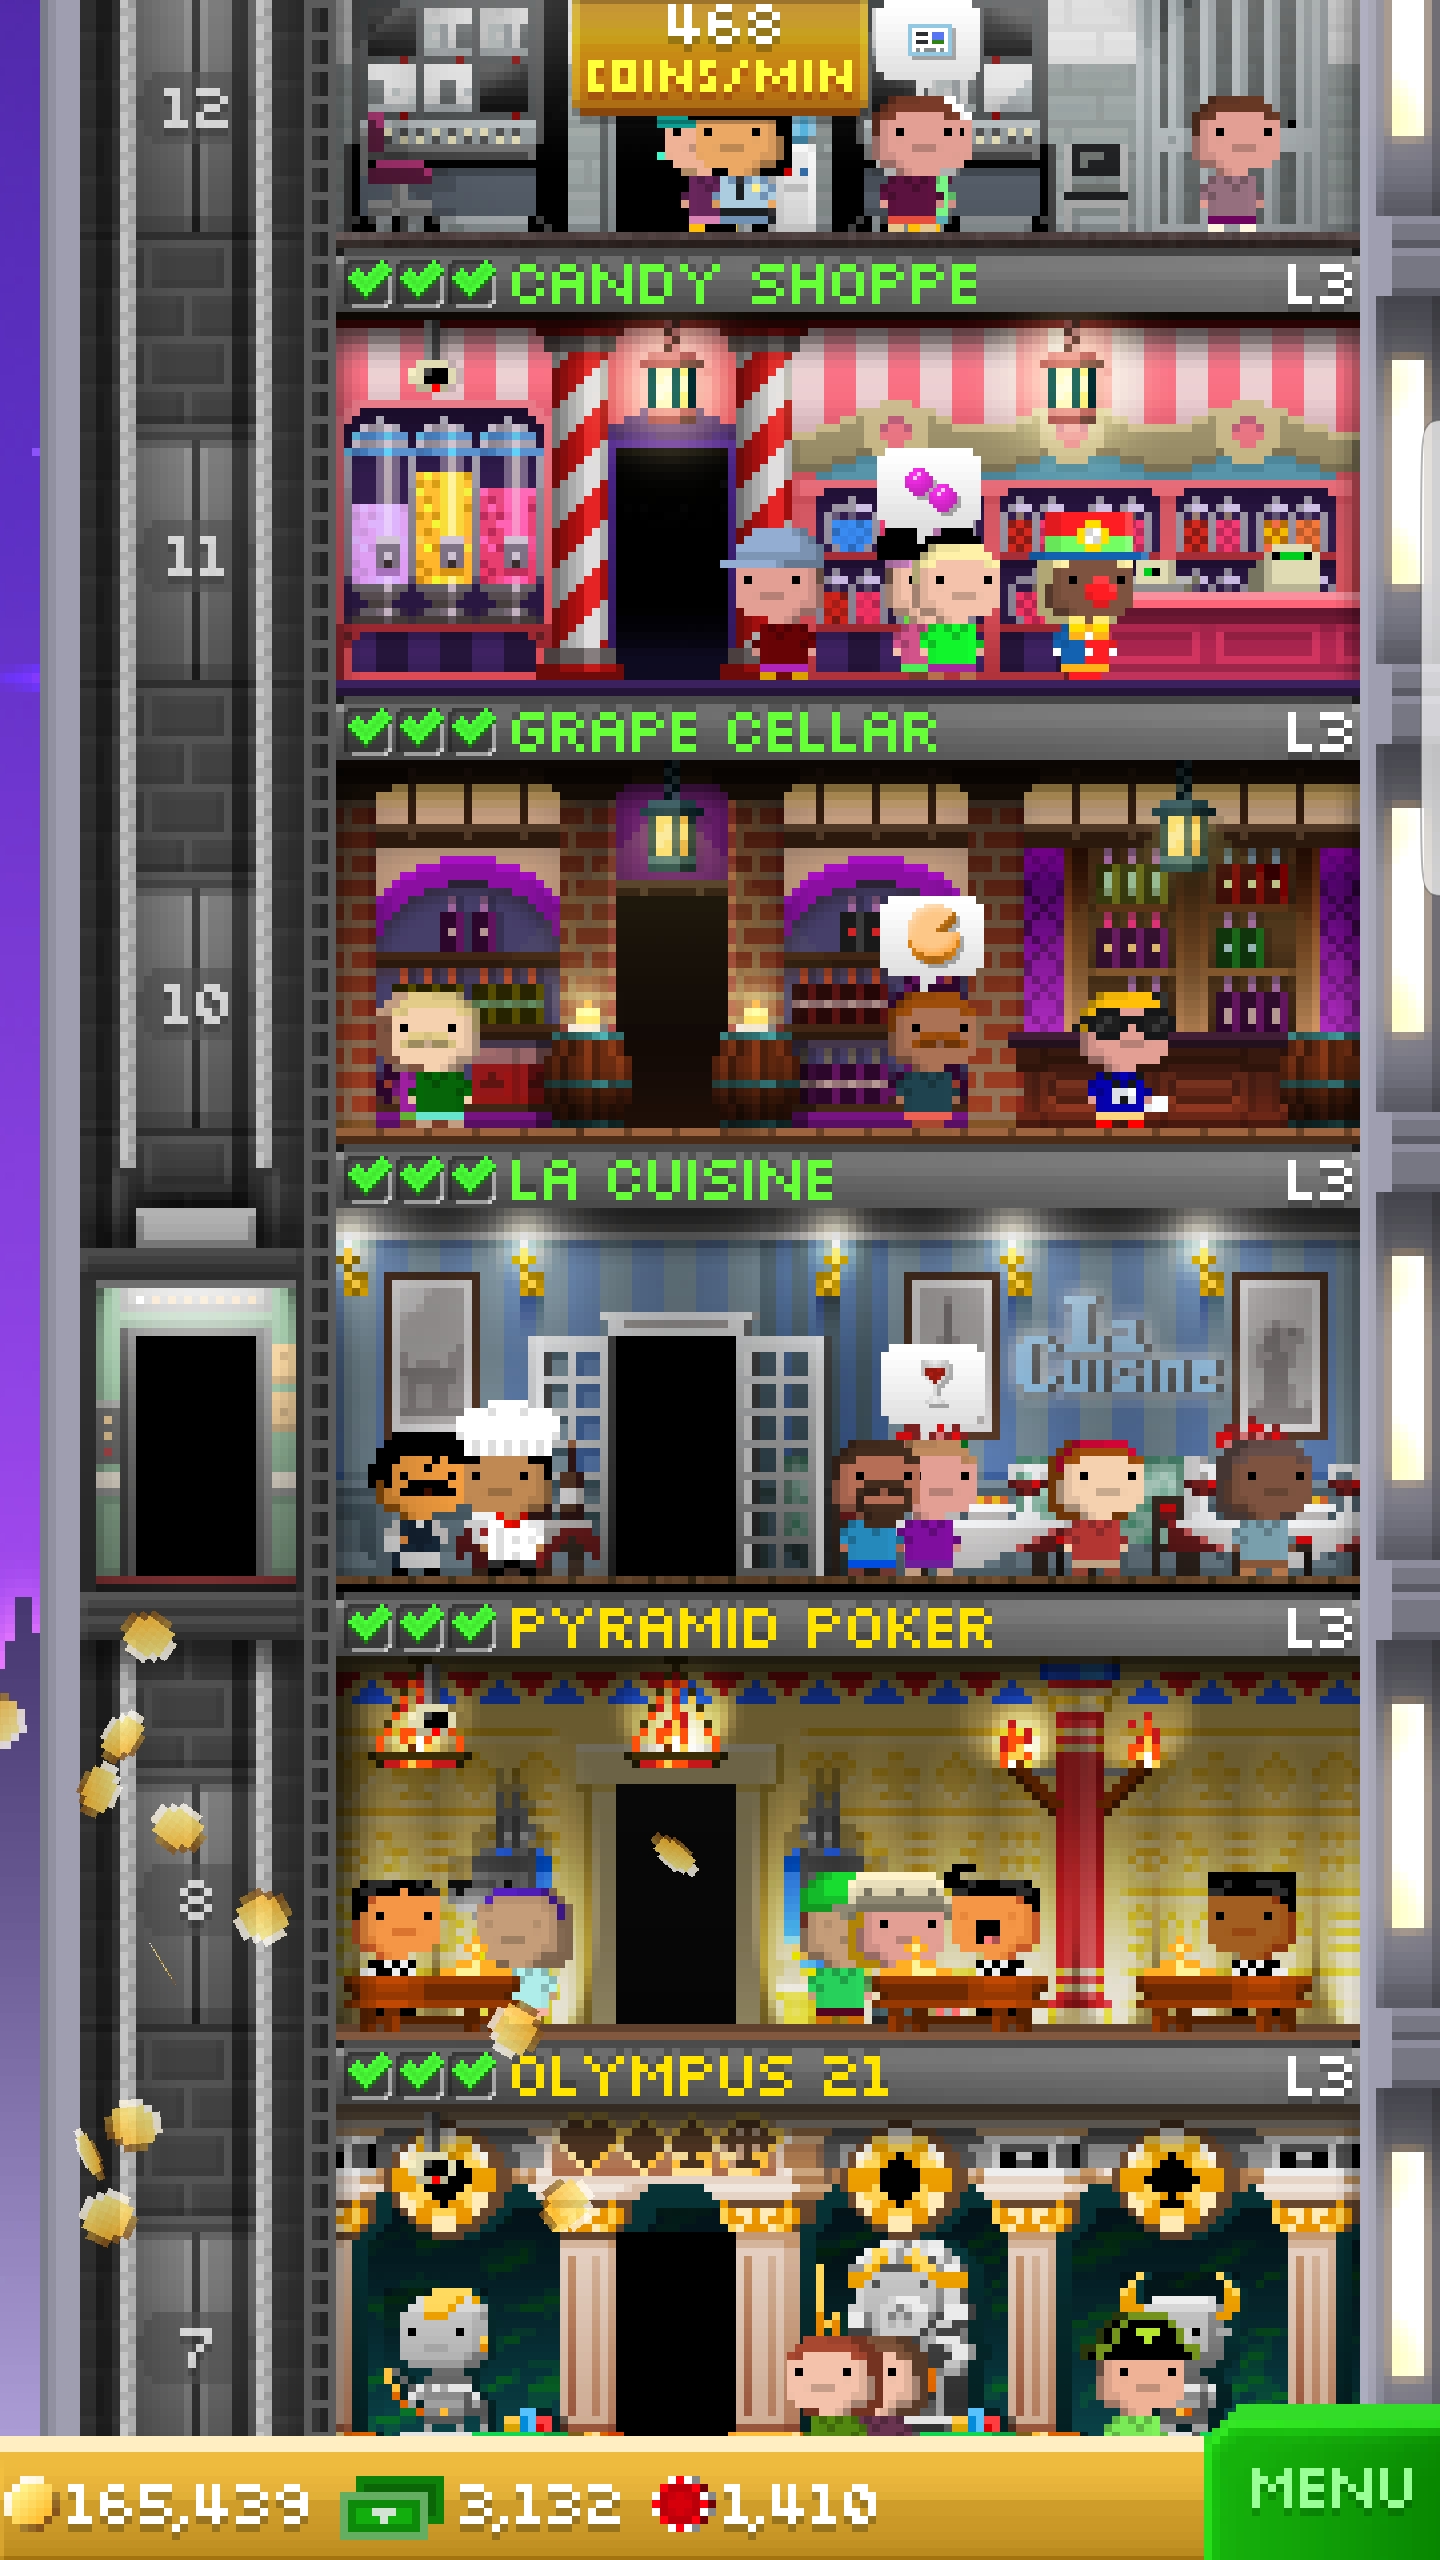 468
COINS/MIN
12
CANDY SHOPPE L3
11
GRAPE CELLAR L3
10
LA CUISINE L3
La
Cuisine
PYRAMID POKER L3
8
OLYMPUS 21 L3
7
165,439 3,132 1,410
MENU